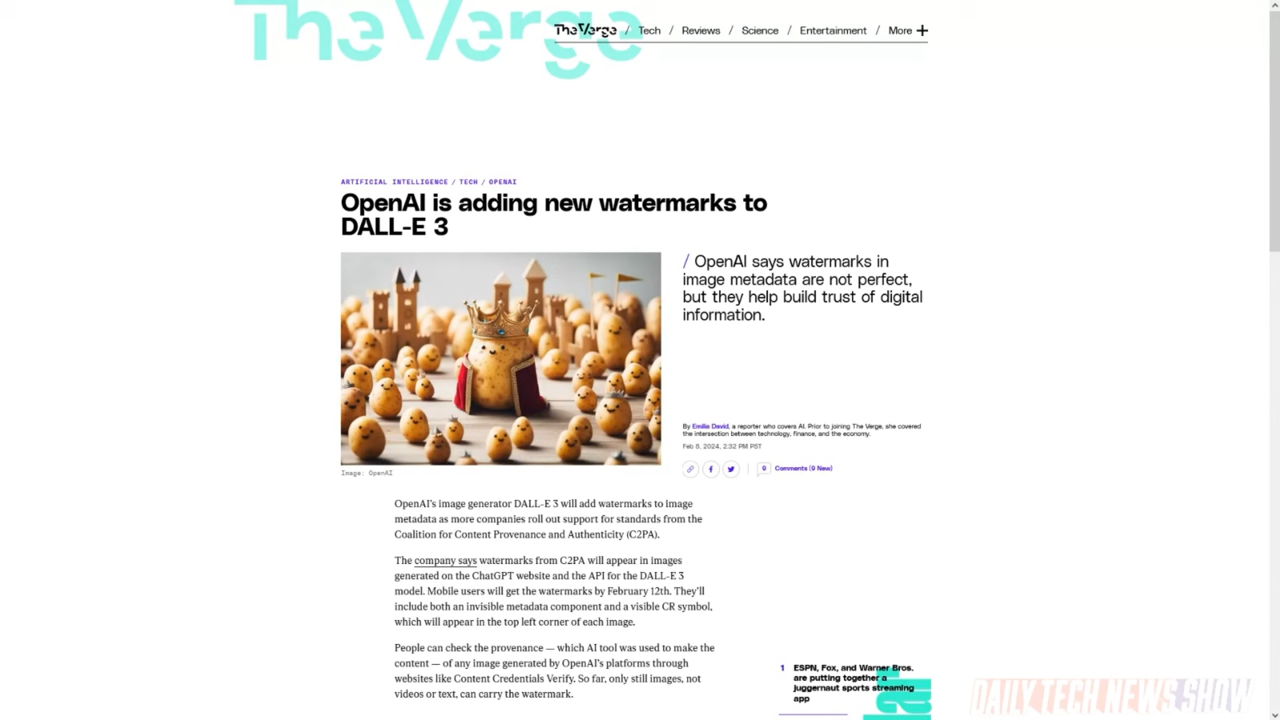 The Verge
The Verge / Tech / Reviews / Science / Entertainment / More +
ARTIFICIAL INTELLIGENCE / TECH / OPENAI
OpenAI is adding new watermarks to
DALL-E 3
/ OpenAI says watermarks in
image metadata are not perfect,
but they help build trust of digital
information.
By Emilia David, a reporter who covers AI. Prior to joining The Verge, she covered
the intersection between technology, finance, and the economy.
Feb 6, 2024, 2:32 PM PST
9 Comments (9 New)
Image: OpenAI
OpenAI's image generator DALL-E 3 will add watermarks to image
metadata as more companies roll out support for standards from the
Coalition for Content Provenance and Authenticity (C2PA).
The company says watermarks from C2PA will appear in images
generated on the ChatGPT website and the API for the DALL-E 3
model. Mobile users will get the watermarks by February 12th. They'll
include both an invisible metadata component and a visible CR symbol,
which will appear in the top left corner of each image.
People can check the provenance — which AI tool was used to make the
content — of any image generated by OpenAI's platforms through
websites like Content Credentials Verify. So far, only still images, not
videos or text, can carry the watermark.
1 ESPN, Fox, and Warner Bros.
are putting together a
juggernaut sports streaming
app
DAILY TECH NEWS SHOW